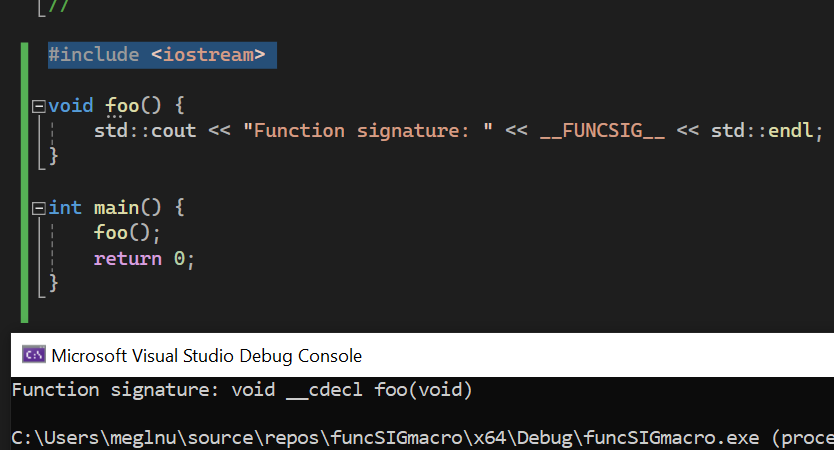 //
#include <iostream>
void foo() {
std::cout << "Function signature: " << __FUNCSIG__ << std::endl;
}
int main() {
foo();
return 0;
}
Microsoft Visual Studio Debug Console
Function signature: void __cdecl foo(void)
C:\Users\meglnu\source\repos\funcSIGmacro\x64\Debug\funcSIGmacro.exe (proce